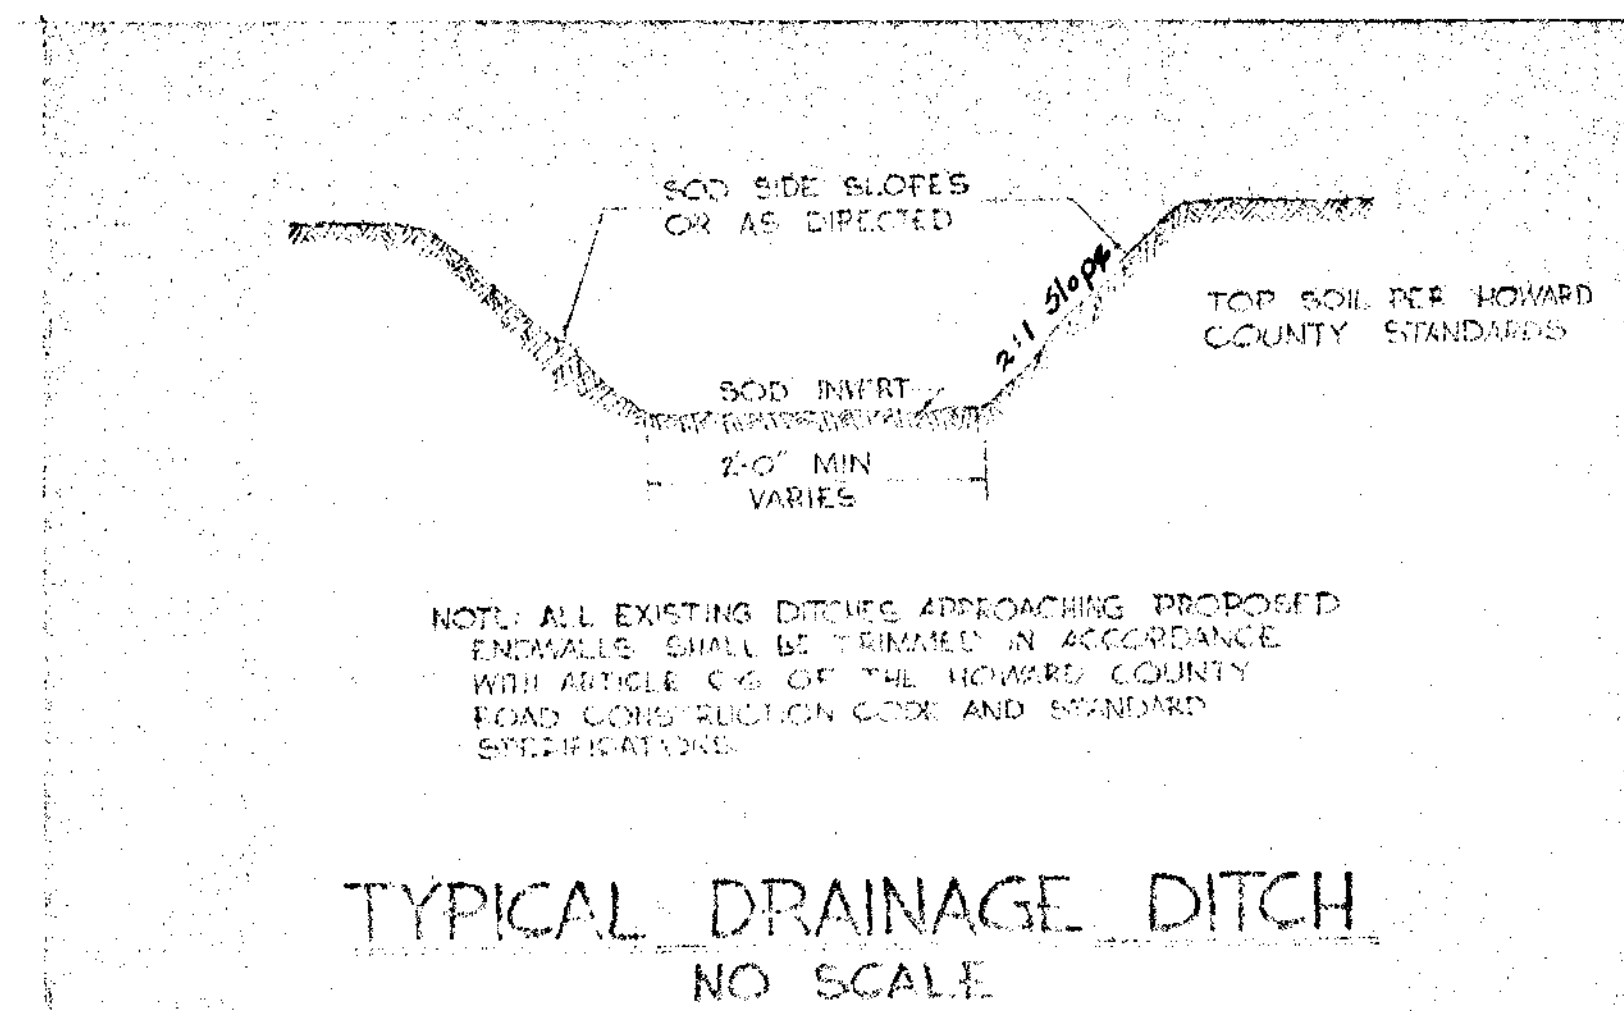 SOD SIDE SLOPES
OR AS DIRECTED
2:1 Slope
TOP SOIL PER HOWARD
COUNTY STANDARDS
SOD INVERT
2'-0" MIN
VARIES
NOTE: ALL EXISTING DITCHES APPROACHING PROPOSED
ENDWALLS SHALL BE TRIMMED IN ACCORDANCE
WITH ARTICLE OF THE HOWARD COUNTY
ROAD CONSTRUCTION CODE AND STANDARD
SPECIFICATIONS.
TYPICAL DRAINAGE DITCH
NO SCALE